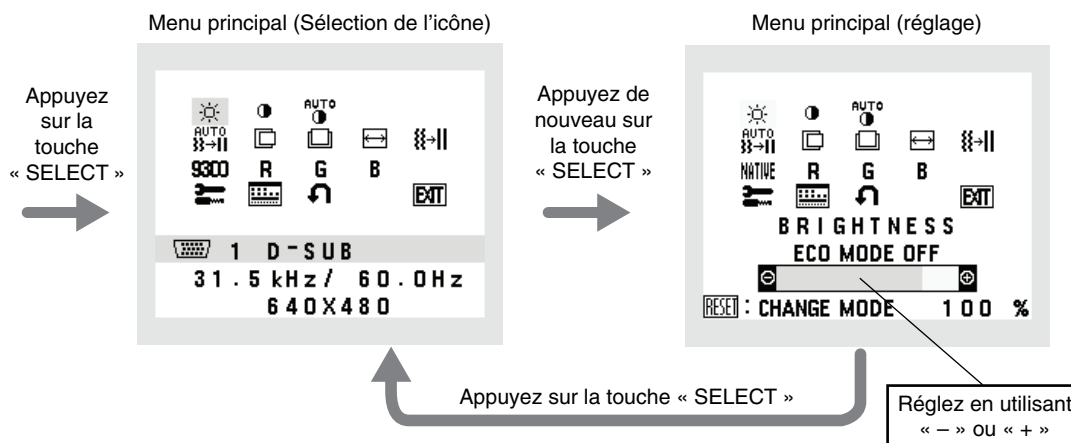 Menu principal (Sélection de l’icône)
Appuyez
sur la
touche
« SELECT »
AUTO
AUTO
9300 R G B
EXIT
1 D-SUB
31.5 kHz/ 60.0Hz
640X480
Appuyez de
nouveau sur
la touche
« SELECT »
Menu principal (réglage)
AUTO
AUTO
NATIVE R G B
EXIT
BRIGHTNESS
ECO MODE OFF
RESET : CHANGE MODE 100 %
Appuyez sur la touche « SELECT »
Réglez en utilisant
« – » ou « + »